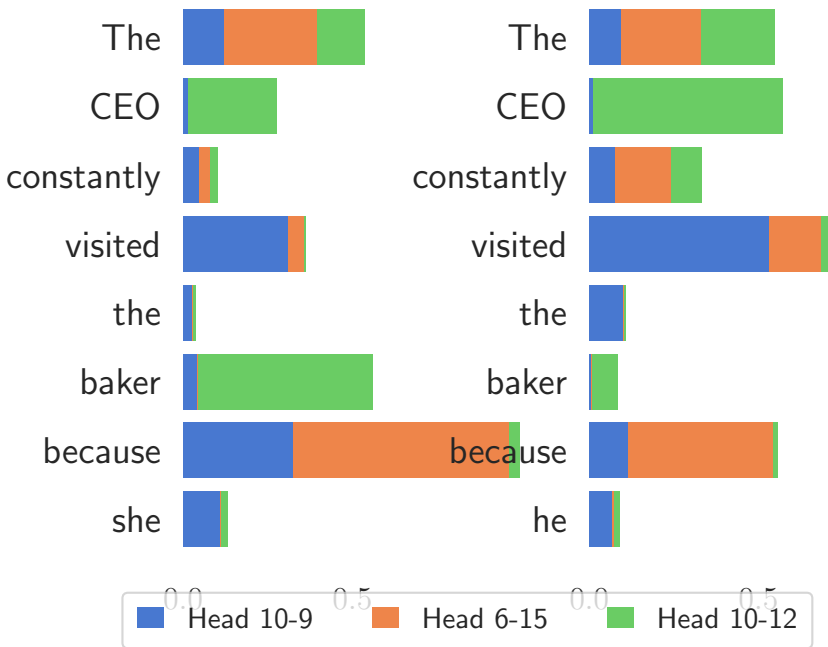 The The
CEO CEO
constantly constantly
visited visited
the the
baker baker
because because
she he
0.0 0.5 0.0 0.5
Head 10-9 Head 6-15 Head 10-12